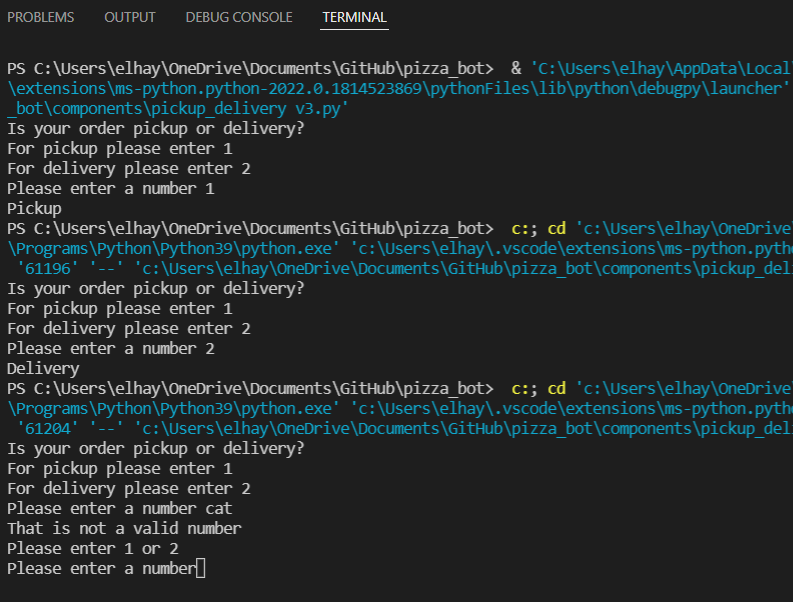 PROBLEMS OUTPUT DEBUG CONSOLE TERMINAL
PS C:\Users\elhay\OneDrive\Documents\GitHub\pizza_bot>  & 'C:\Users\elhay\AppData\Local
\extensions\ms-python.python-2022.0.1814523869\pythonFiles\lib\python\debugpy\launcher'
_bot\components\pickup_delivery v3.py'
Is your order pickup or delivery?
For pickup please enter 1
For delivery please enter 2
Please enter a number 1
Pickup
PS C:\Users\elhay\OneDrive\Documents\GitHub\pizza_bot>  c:; cd 'c:\Users\elhay\OneDrive
\Programs\Python\Python39\python.exe' 'c:\Users\elhay\.vscode\extensions\ms-python.pytho
'61196' '--' 'c:\Users\elhay\OneDrive\Documents\GitHub\pizza_bot\components\pickup_del
Is your order pickup or delivery?
For pickup please enter 1
For delivery please enter 2
Please enter a number 2
Delivery
PS C:\Users\elhay\OneDrive\Documents\GitHub\pizza_bot>  c:; cd 'c:\Users\elhay\OneDrive
\Programs\Python\Python39\python.exe' 'c:\Users\elhay\.vscode\extensions\ms-python.pytho
'61204' '--' 'c:\Users\elhay\OneDrive\Documents\GitHub\pizza_bot\components\pickup_del
Is your order pickup or delivery?
For pickup please enter 1
For delivery please enter 2
Please enter a number cat
That is not a valid number
Please enter 1 or 2
Please enter a number